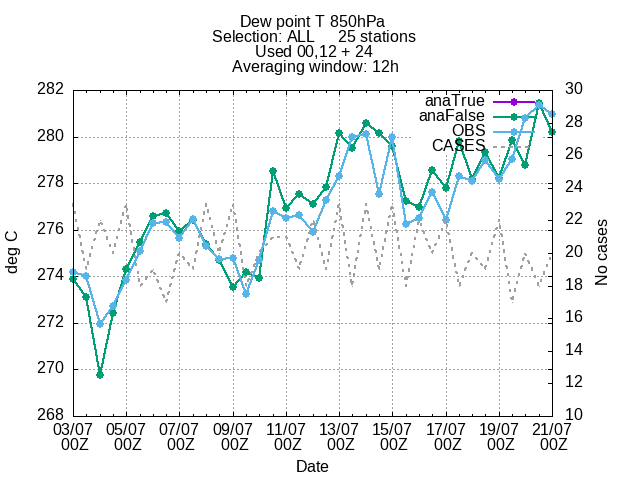 Dew point T 850hPa
Selection: ALL 25 stations
Used 00,12 + 24
Averaging window: 12h
282
280
278
276
274
272
270
268
deg C
30
28
26
24
22
20
18
16
14
12
10
No cases
anaTrue
anaFalse
OBS
CASES
03/07 05/07 07/07 09/07 11/07 13/07 15/07 17/07 19/07 21/07
00Z 00Z 00Z 00Z 00Z 00Z 00Z 00Z 00Z 00Z
Date